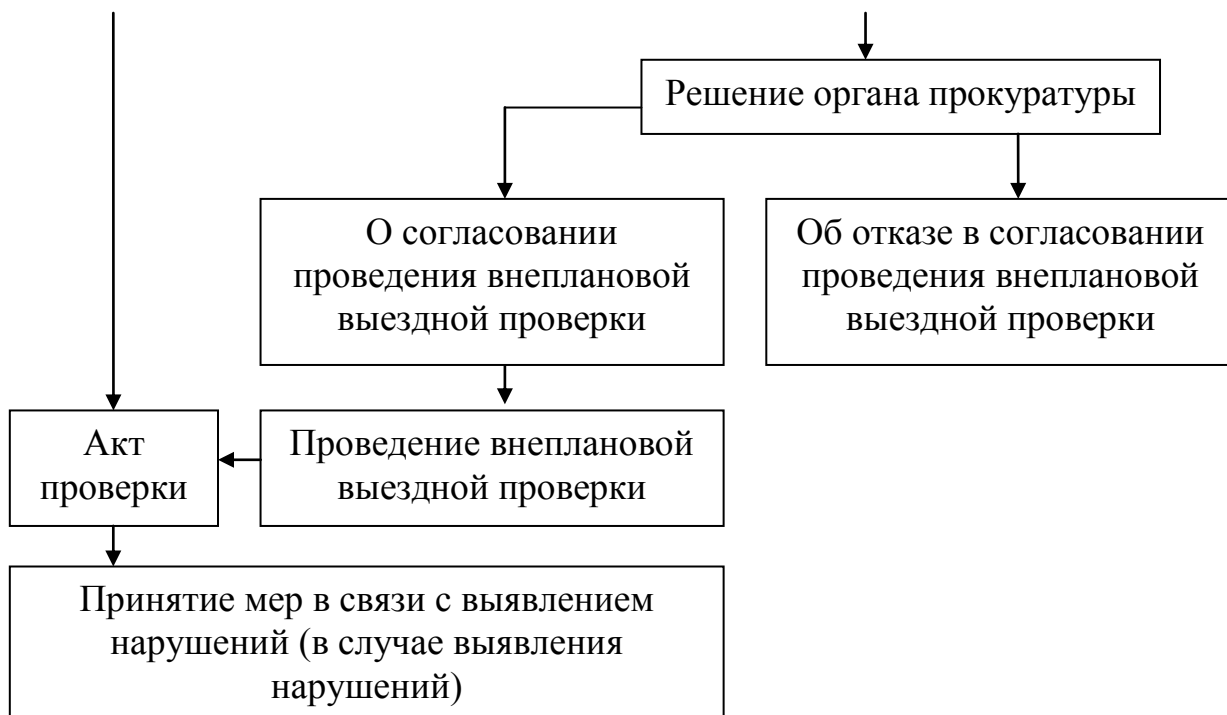 Решение органа прокуратуры
О согласовании
проведения внеплановой
выездной проверки
Об отказе в согласовании
проведения внеплановой
выездной проверки
Акт
проверки
Проведение внеплановой
выездной проверки
Принятие мер в связи с выявлением
нарушений (в случае выявления
нарушений)